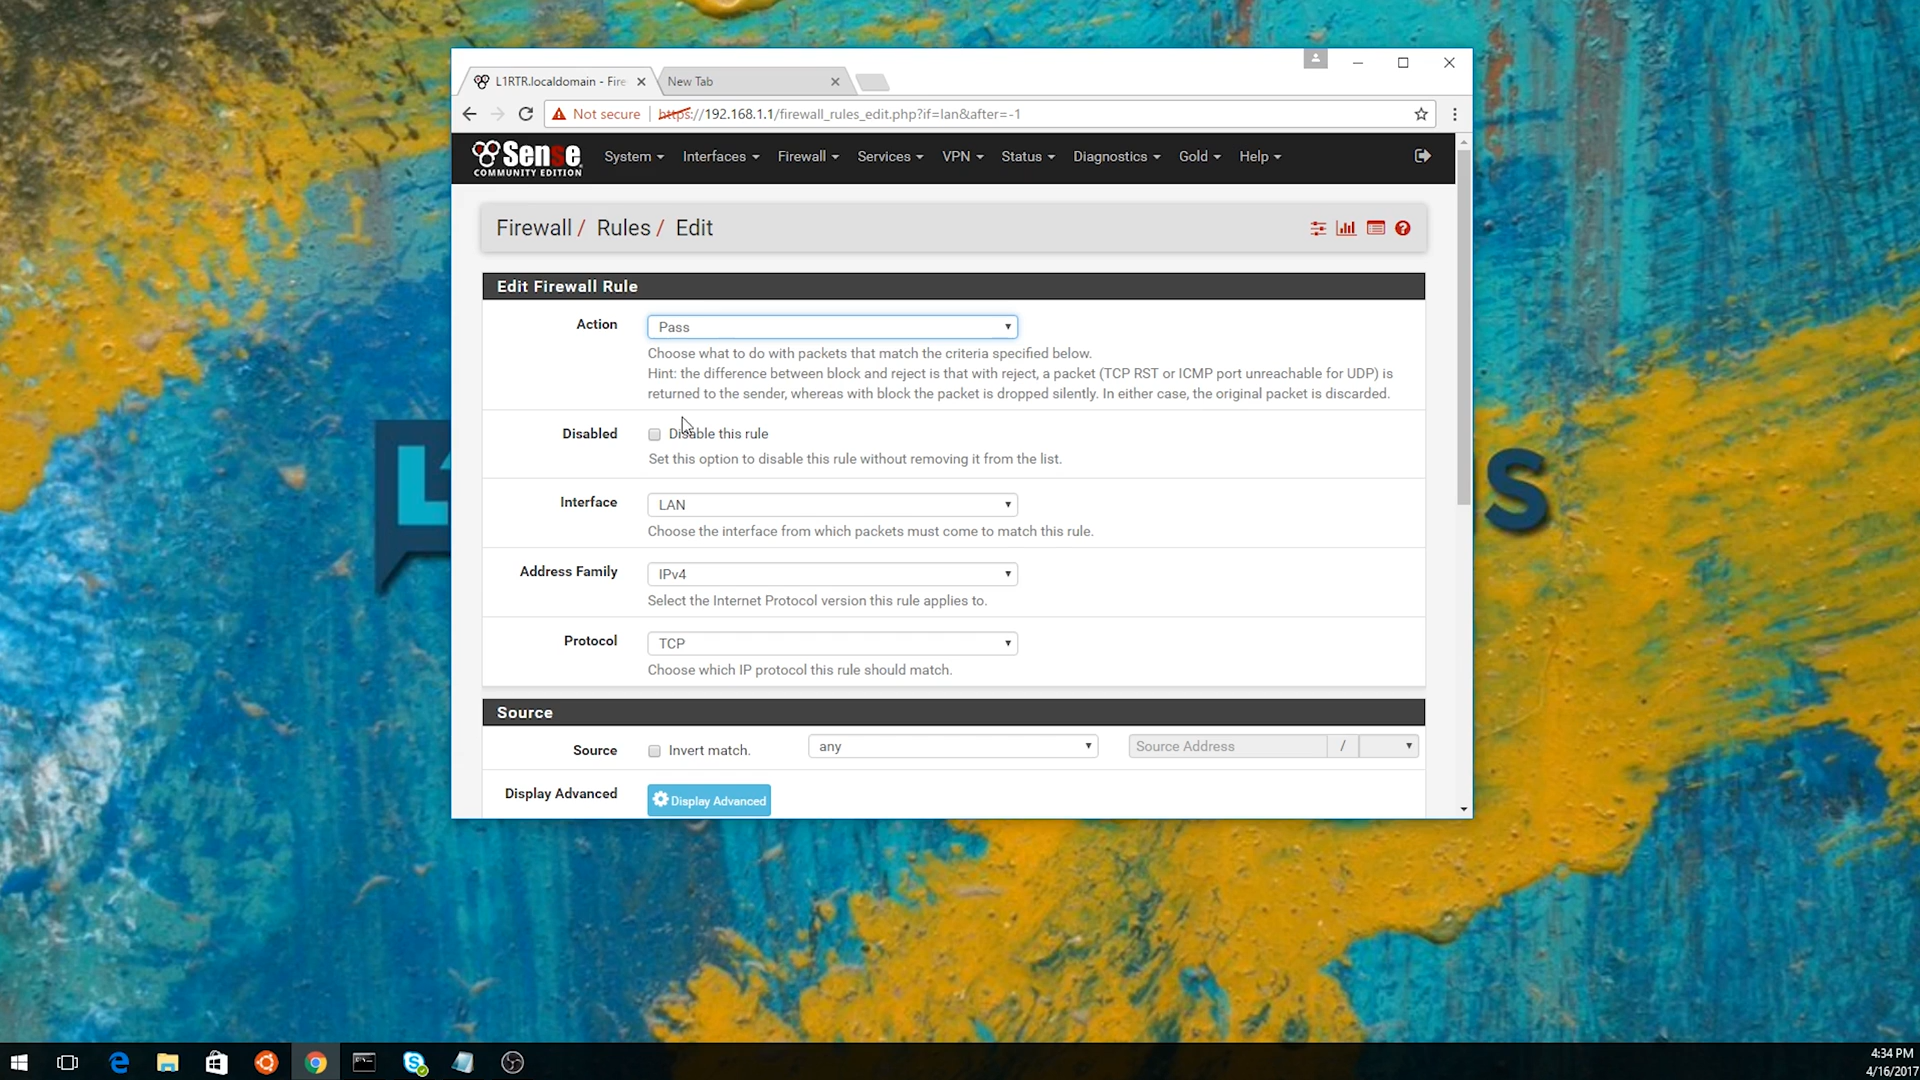 L1RTR.localdomain - Fire
New Tab
Not secure
https://192.168.1.1/firewall_rules_edit.php?if=lan&after=-1
Sense
COMMUNITY EDITION
System
Interfaces
Firewall
Services
VPN
Status
Diagnostics
Gold
Help
Firewall / Rules / Edit
Edit Firewall Rule
Action
Pass
Choose what to do with packets that match the criteria specified below.
Hint: the difference between block and reject is that with reject, a packet (TCP RST or ICMP port unreachable for UDP) is
returned to the sender, whereas with block the packet is dropped silently. In either case, the original packet is discarded.
Disabled
Disable this rule
Set this option to disable this rule without removing it from the list.
Interface
LAN
Choose the interface from which packets must come to match this rule.
Address Family
IPv4
Select the Internet Protocol version this rule applies to.
Protocol
TCP
Choose which IP protocol this rule should match.
Source
Source
Invert match.
any
Source Address
/
Display Advanced
Display Advanced
4:34 PM
4/16/2017